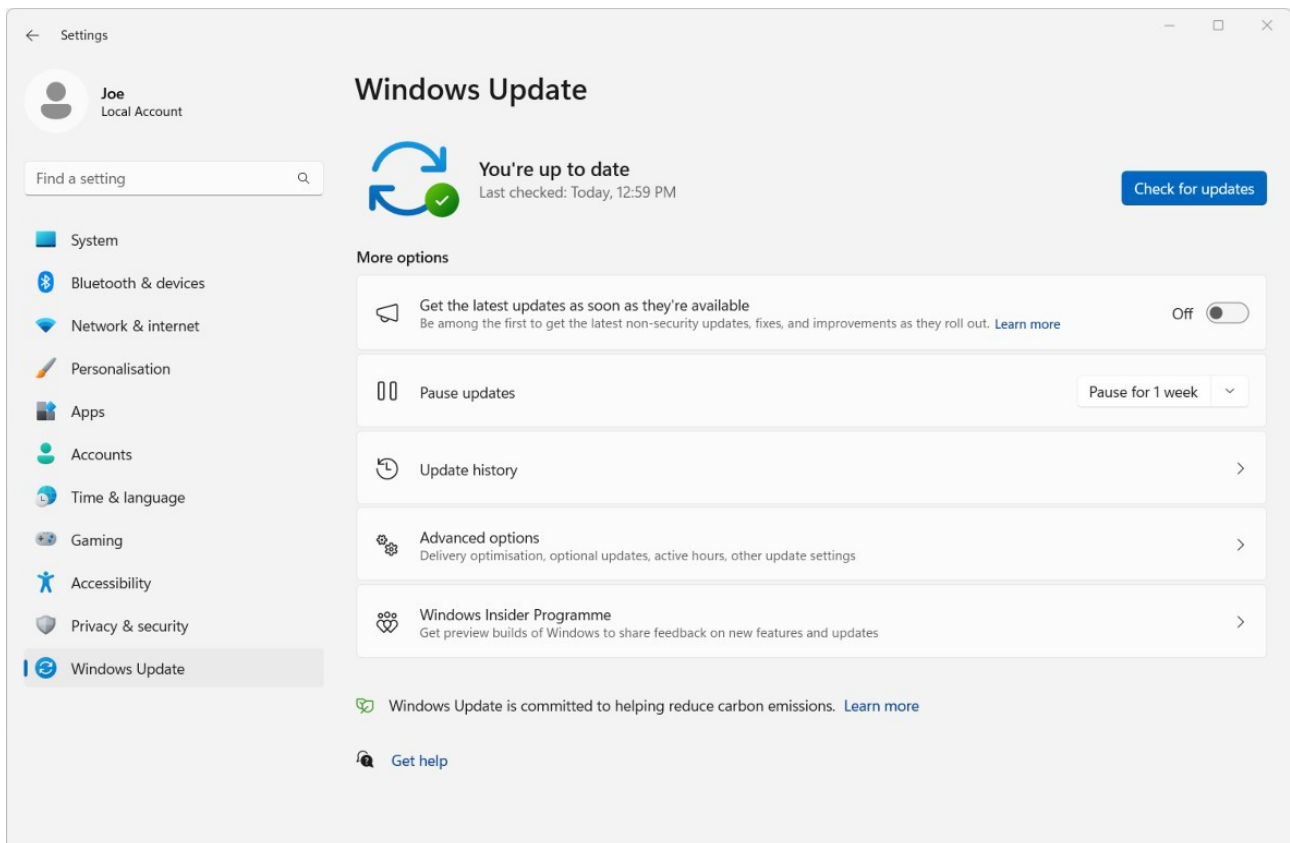 Settings
Joe
Local Account
Find a setting
System
Bluetooth & devices
Network & internet
Personalisation
Apps
Accounts
Time & language
Gaming
Accessibility
Privacy & security
Windows Update
Windows Update
You're up to date
Last checked: Today, 12:59 PM
Check for updates
More options
Get the latest updates as soon as they're available
Be among the first to get the latest non-security updates, fixes, and improvements as they roll out. Learn more
Off
Pause updates
Pause for 1 week
Update history
Advanced options
Delivery optimisation, optional updates, active hours, other update settings
Windows Insider Programme
Get preview builds of Windows to share feedback on new features and updates
Windows Update is committed to helping reduce carbon emissions. Learn more
Get help